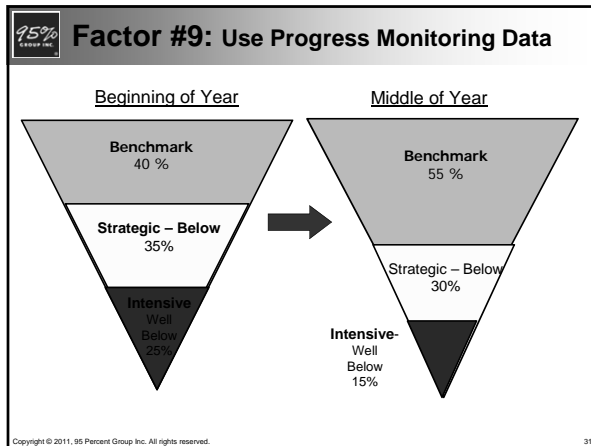 95%
GROUP INC.
Factor #9: Use Progress Monitoring Data
Beginning of Year
Benchmark
40 %
Strategic – Below
35%
Intensive
Well
Below
25%
Middle of Year
Benchmark
55 %
Strategic – Below
30%
Intensive-
Well
Below
15%
Copyright © 2011, 95 Percent Group Inc. All rights reserved.
31